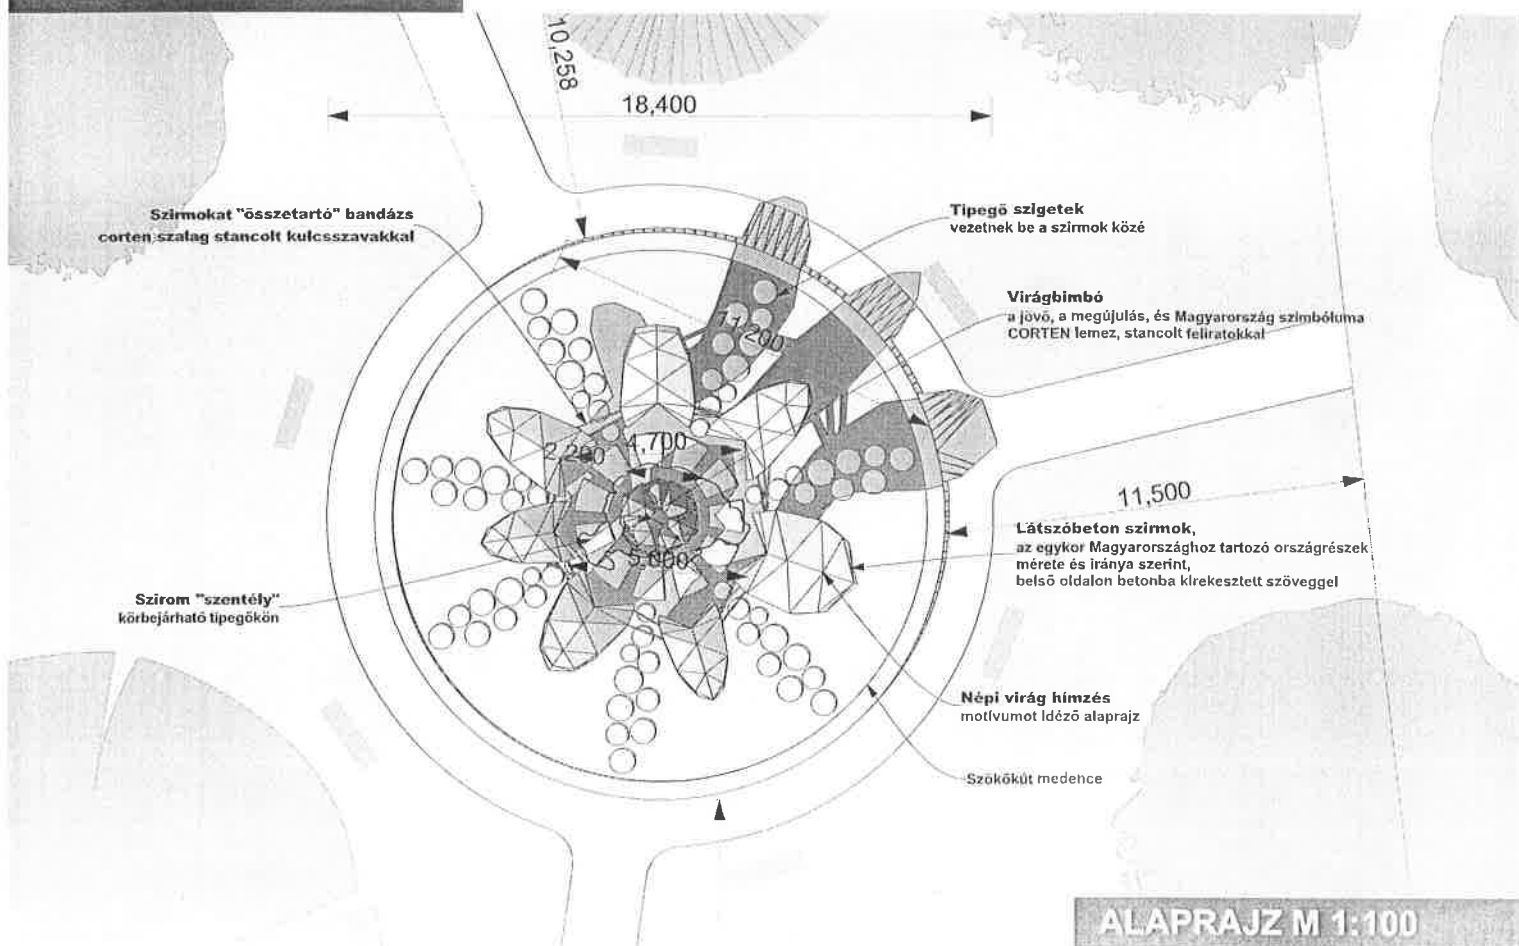 10,258
18,400
Szirmokat "összetartó" bandázs
corten szalag stancolt kulcsszavakkal
Tipegő szigetek
vezetnek be a szirmok közé
Virágbimbó
a jövő, a megújulás, és Magyarország szimbóluma
CORTEN lemez, stancolt feliratokkal
11,200
2,200
4,700
11,500
Látszóbeton szirmok,
az egykor Magyarországhoz tartozó országrészek
mérete és iránya szerint,
belső oldalon betonba kirekesztett szöveggel
5,000
Szirom "szentély"
körbejárható tipegőkön
Népi virág hímzés
motívumot idéző alaprajz
Szökőkút medence
ALAPRAJZ M 1:100